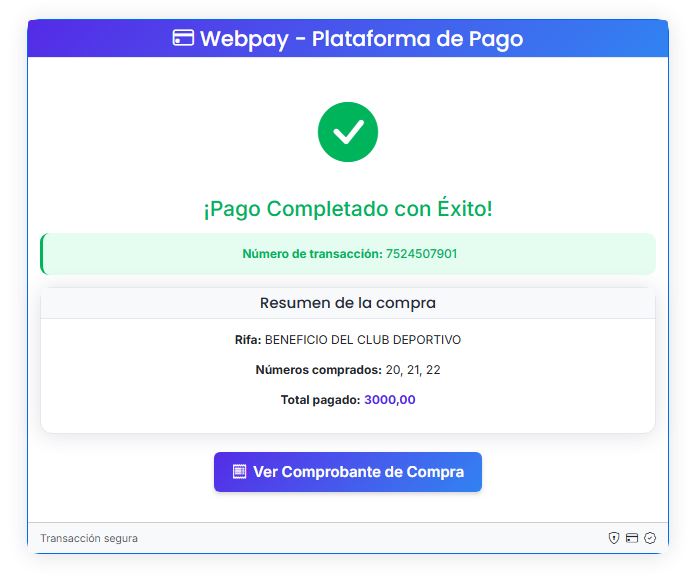 Webpay - Plataforma de Pago
¡Pago Completado con Éxito!
Número de transacción: 7524507901
Resumen de la compra
Rifa: BENEFICIO DEL CLUB DEPORTIVO
Números comprados: 20, 21, 22
Total pagado: 3000,00
Ver Comprobante de Compra
Transacción segura